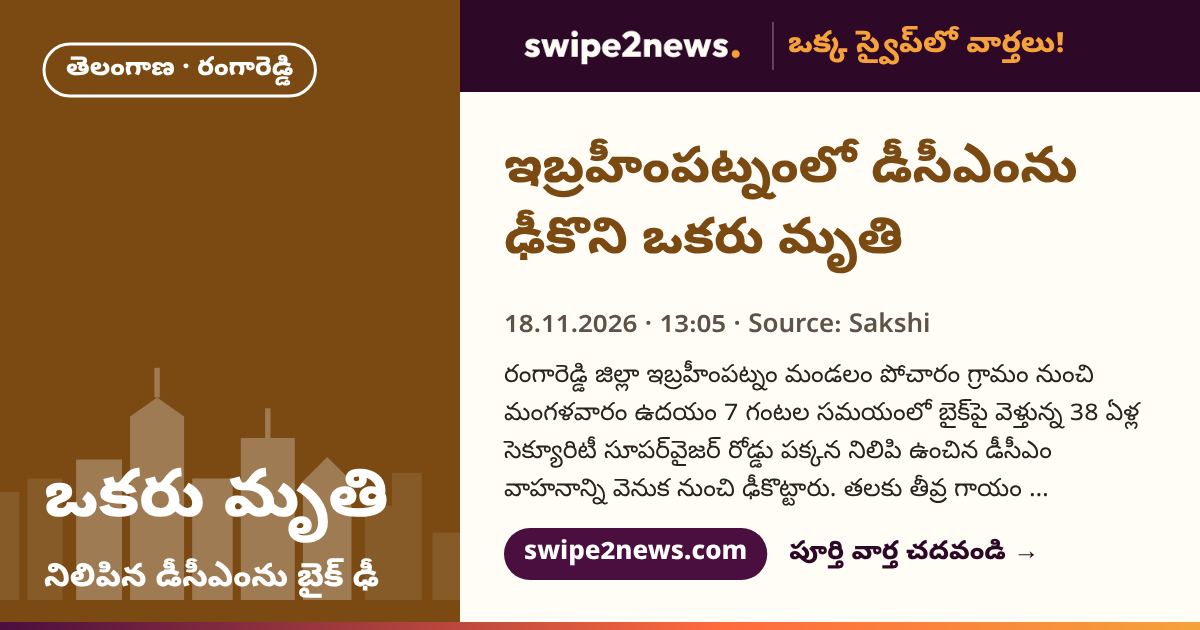 తెలంగాణ · రంగారెడ్డి
ఒకరు మృతి
నిలిపిన డీసీఎంను బైక్ ఢీ
swipe2news. ఒక్క స్వైప్‌లో వార్తలు!
ఇబ్రహీంపట్నంలో డీసీఎంను
ఢీకొని ఒకరు మృతి
18.11.2026 · 13:05 · Source: Sakshi
రంగారెడ్డి జిల్లా ఇబ్రహీంపట్నం మండలం పోచారం గ్రామం నుంచి
మంగళవారం ఉదయం 7 గంటల సమయంలో బైక్‌పై వెళ్తున్న 38 ఏళ్ల
సెక్యూరిటీ సూపర్‌వైజర్ రోడ్డు పక్కన నిలిపి ఉంచిన డీసీఎం
వాహనాన్ని వెనుక నుంచి ఢీకొట్టారు. తలకు తీవ్ర గాయం ...
swipe2news.com పూర్తి వార్త చదవండి →